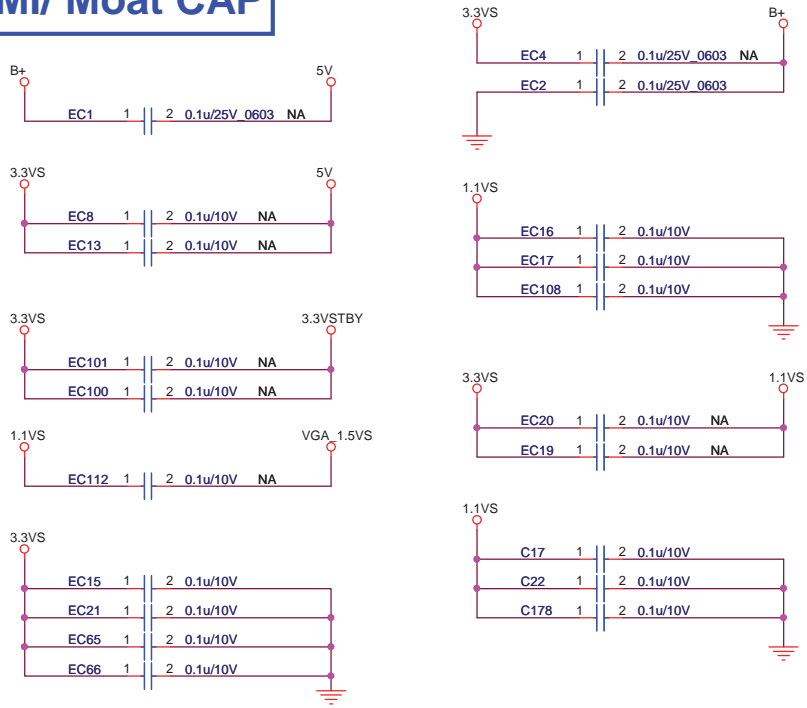 MI/ Moat CAP
B+ 5V
EC1 1 2 0.1u/25V_0603 NA
3.3VS 5V
EC8 1 2 0.1u/10V NA
EC13 1 2 0.1u/10V NA
3.3VS 3.3VSTBY
EC101 1 2 0.1u/10V NA
EC100 1 2 0.1u/10V NA
1.1VS VGA_1.5VS
EC112 1 2 0.1u/10V NA
3.3VS
EC15 1 2 0.1u/10V
EC21 1 2 0.1u/10V
EC65 1 2 0.1u/10V
EC66 1 2 0.1u/10V
3.3VS B+
EC4 1 2 0.1u/25V_0603 NA
EC2 1 2 0.1u/25V_0603
1.1VS
EC16 1 2 0.1u/10V
EC17 1 2 0.1u/10V
EC108 1 2 0.1u/10V
3.3VS 1.1VS
EC20 1 2 0.1u/10V NA
EC19 1 2 0.1u/10V NA
1.1VS
C17 1 2 0.1u/10V
C22 1 2 0.1u/10V
C178 1 2 0.1u/10V